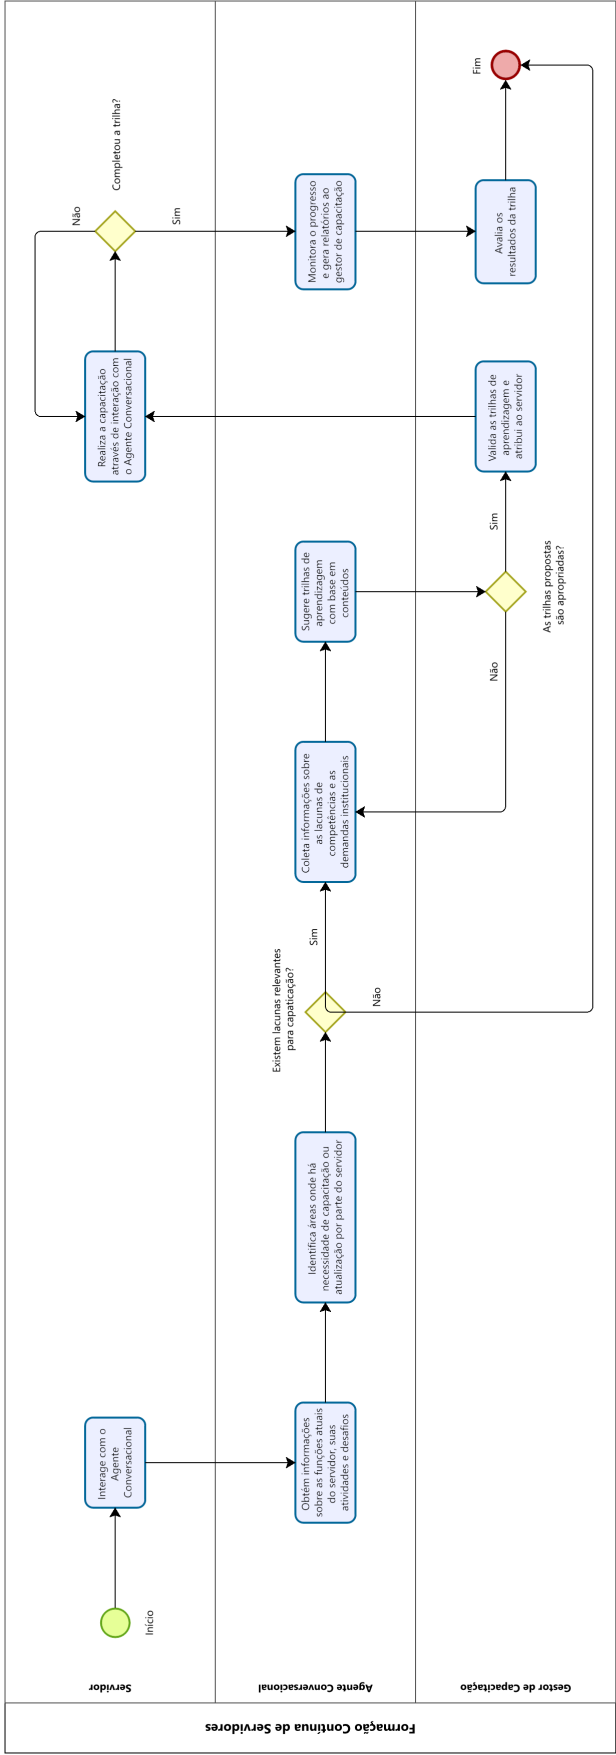 Formação Contínua de Servidores
Servidor
Agente Conversacional
Gestor de Capacitação
Início
Interage com o
Agente
Conversacional
Obtém informações
sobre as funções atuais
do servidor, suas
atividades e desafios
Identifica áreas onde há
necessidade de capacitação ou
atualização por parte do servidor
Existem lacunas relevantes
para capaticação?
Sim
Não
Coleta informações sobre
as lacunas de
competências e as
demandas institucionais
Sugere trilhas de
aprendizagem
com base em
conteúdos
As trilhas propostas
são apropriadas?
Não
Sim
Valida as trilhas de
aprendizagem e
atribui ao servidor
Realiza a capacitação
através de interação com
o Agente Conversacional
Completou a trilha?
Não
Sim
Monitora o progresso
e gera relatórios ao
gestor de capacitação
Avalia os
resultados da trilha
Fim